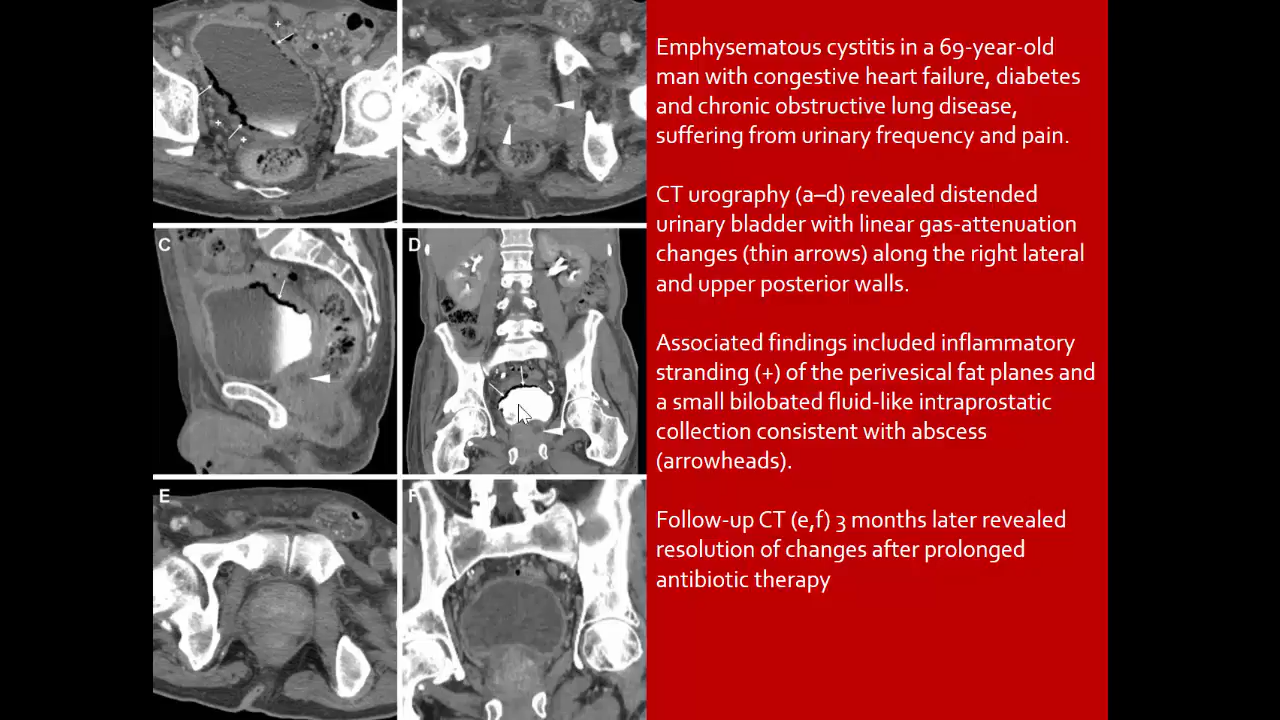 Emphysematous cystitis in a 69-year-old
man with congestive heart failure, diabetes
and chronic obstructive lung disease,
suffering from urinary frequency and pain.
CT urography (a–d) revealed distended
urinary bladder with linear gas-attenuation
changes (thin arrows) along the right lateral
and upper posterior walls.
Associated findings included inflammatory
stranding (+) of the perivesical fat planes and
a small bilobated fluid-like intraprostatic
collection consistent with abscess
(arrowheads).
Follow-up CT (e,f) 3 months later revealed
resolution of changes after prolonged
antibiotic therapy
C
D
E
F